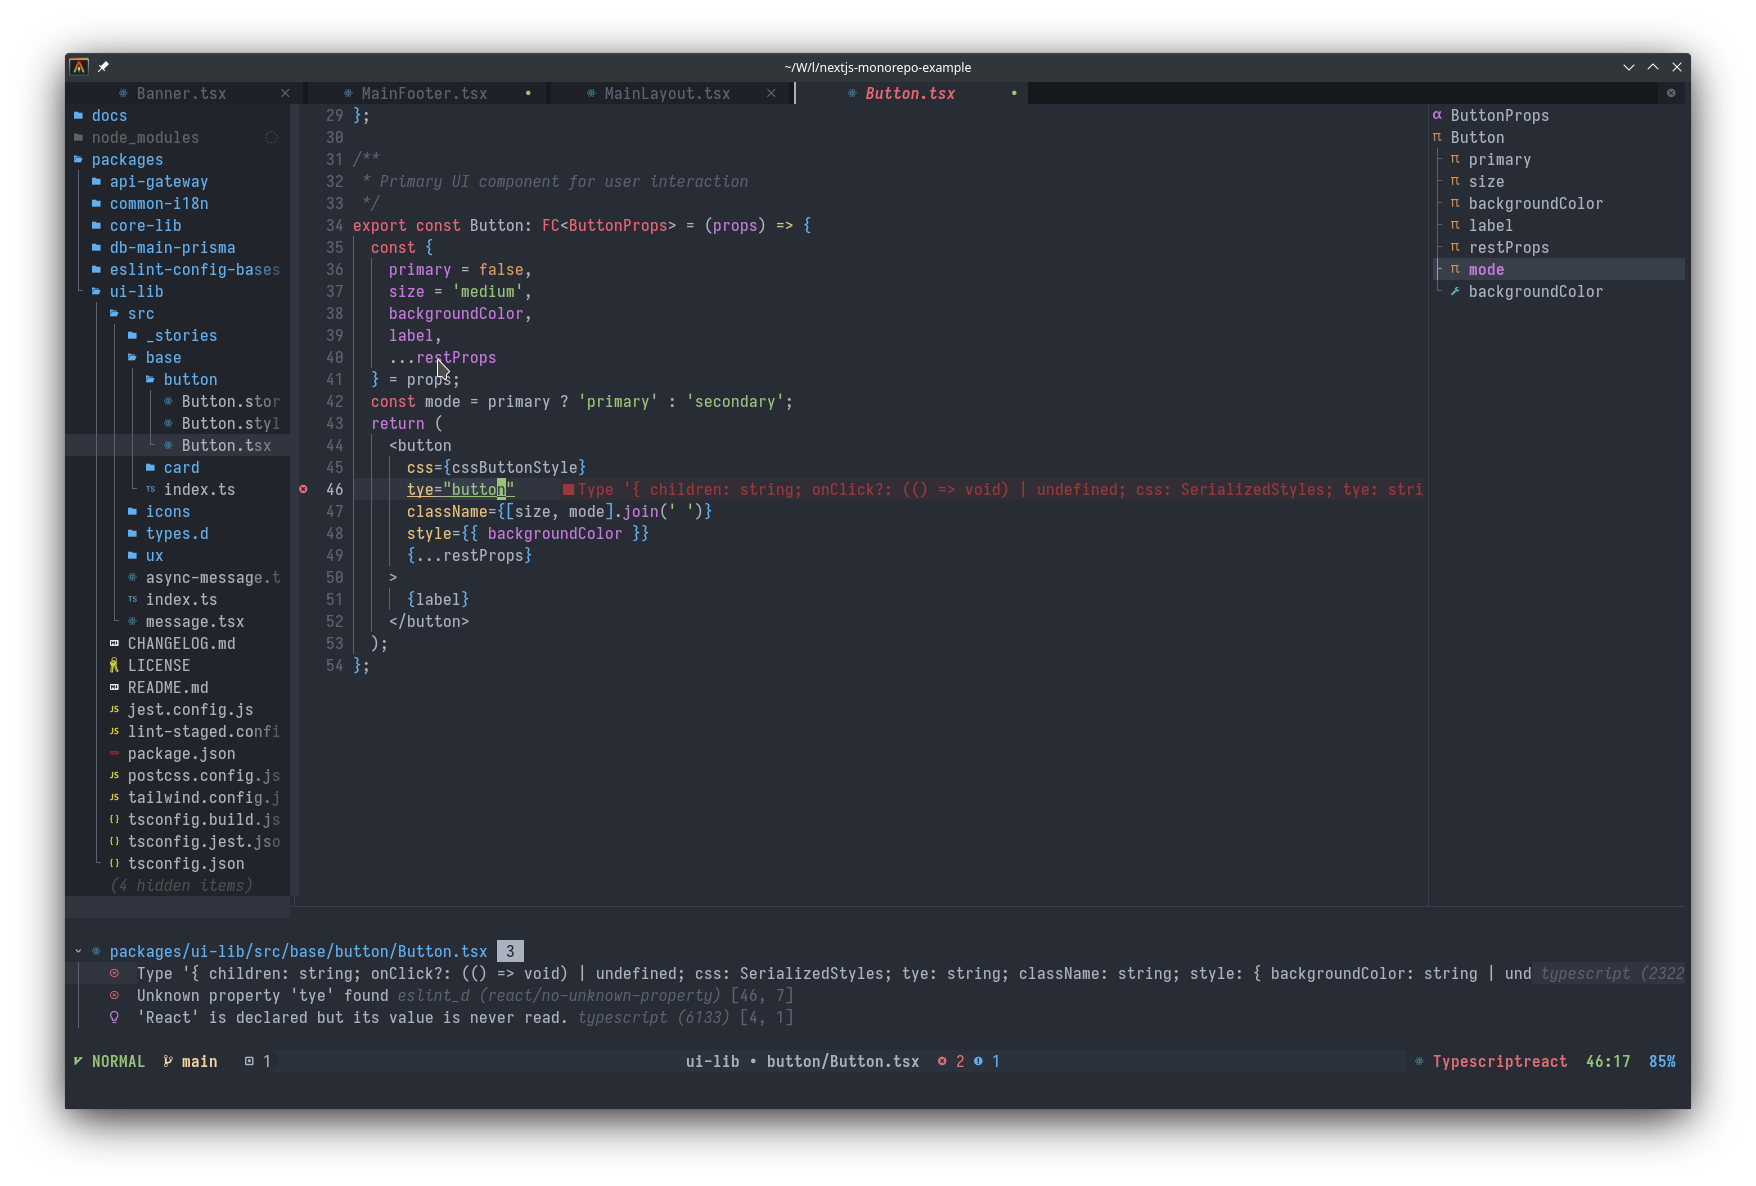 ~/W/l/nextjs-monorepo-example
Banner.tsx MainFooter.tsx MainLayout.tsx Button.tsx
docs
node_modules
packages
api-gateway
common-i18n
core-lib
db-main-prisma
eslint-config-bases
ui-lib
src
_stories
base
button
Button.stor
Button.styl
Button.tsx
card
TS index.ts
icons
types.d
ux
async-message.t
TS index.ts
message.tsx
CHANGELOG.md
LICENSE
README.md
JS jest.config.js
JS lint-staged.confi
package.json
JS postcss.config.js
JS tailwind.config.j
{} tsconfig.build.js
{} tsconfig.jest.jso
{} tsconfig.json
(4 hidden items)
29 };
30
31 /**
32  * Primary UI component for user interaction
33  */
34 export const Button: FC<ButtonProps> = (props) => {
35   const {
36     primary = false,
37     size = 'medium',
38     backgroundColor,
39     label,
40     ...restProps
41   } = props;
42   const mode = primary ? 'primary' : 'secondary';
43   return (
44     <button
45       css={cssButtonStyle}
46       tye="button" Type '{ children: string; onClick?: (() => void) | undefined; css: SerializedStyles; tye: stri
47       className={[size, mode].join(' ')}
48       style={{ backgroundColor }}
49       {...restProps}
50     >
51       {label}
52     </button>
53   );
54 };
α ButtonProps
π Button
π primary
π size
π backgroundColor
π label
π restProps
π mode
backgroundColor
packages/ui-lib/src/base/button/Button.tsx 3
Type '{ children: string; onClick?: (() => void) | undefined; css: SerializedStyles; tye: string; className: string; style: { backgroundColor: string | und typescript (2322
Unknown property 'tye' found eslint_d (react/no-unknown-property) [46, 7]
'React' is declared but its value is never read. typescript (6133) [4, 1]
NORMAL main 1 ui-lib • button/Button.tsx 2 1 Typescriptreact 46:17 85%